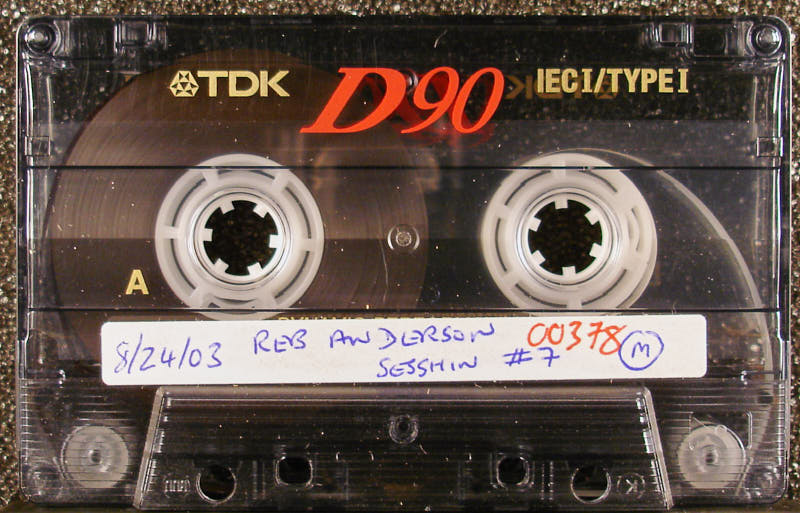 TDK D90 IECI/TYPEI
A
8/24/03 REB ANDERSON 00378 M
SESSHIN #7